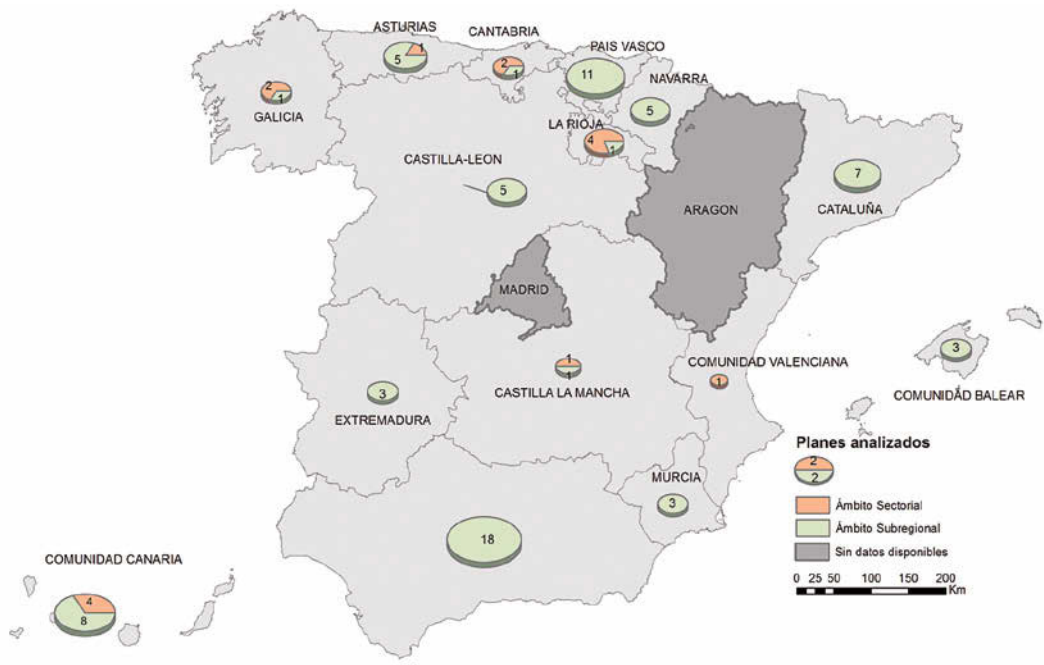 ASTURIAS
1
5
CANTABRIA
2
1
PAIS VASCO
11
NAVARRA
5
2
1
GALICIA
LA RIOJA
4
1
CASTILLA-LEON
5
7
CATALUÑA
ARAGON
MADRID
COMUNIDAD VALENCIANA
1
1
1
CASTILLA LA MANCHA
3
COMUNIDAD BALEAR
3
EXTREMADURA
MURCIA
3
18
COMUNIDAD CANARIA
4
8
Planes analizados
2
2
Ámbito Sectorial
Ámbito Subregional
Sin datos disponibles
0 25 50 100 150 200
Km